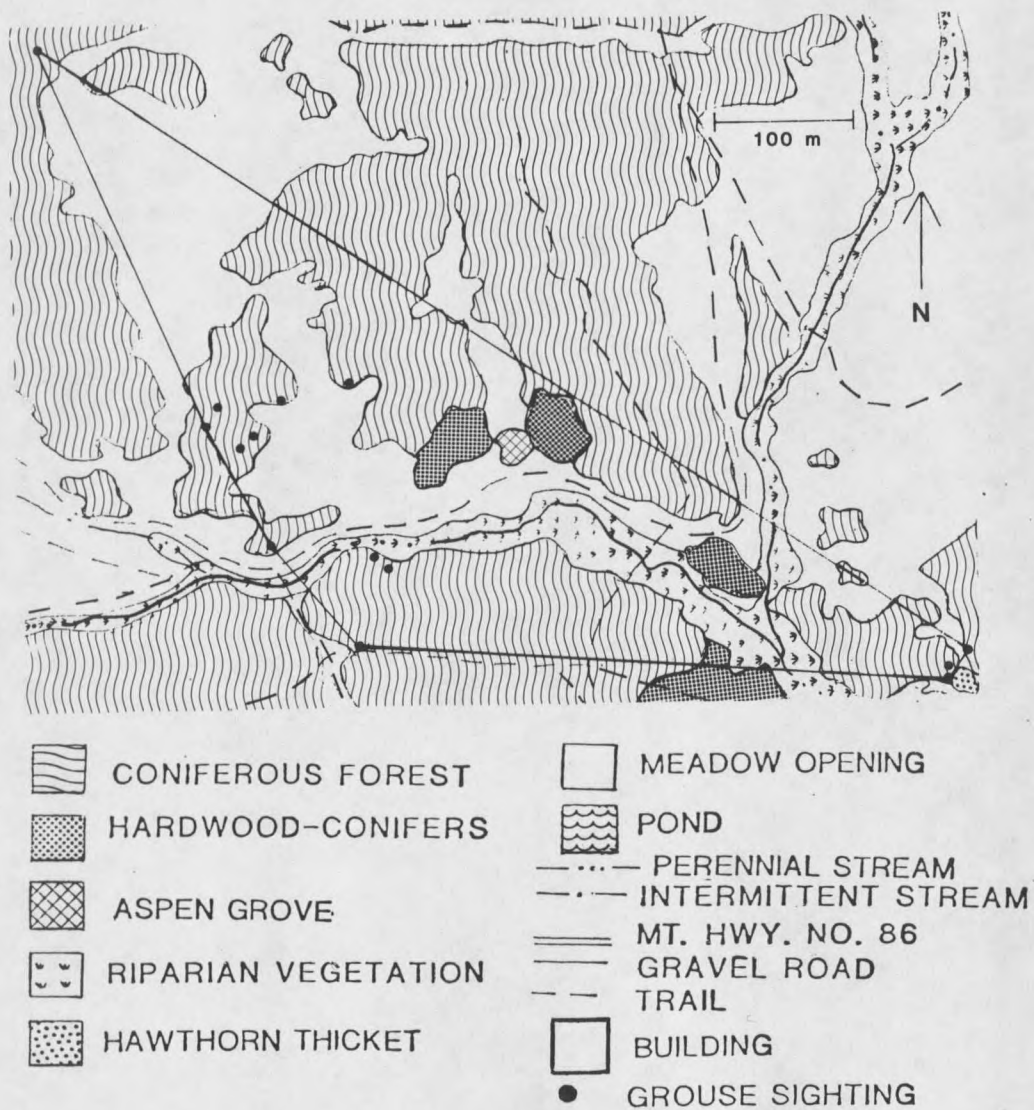 100 m
N
CONIFEROUS FOREST
HARDWOOD-CONIFERS
ASPEN GROVE
RIPARIAN VEGETATION
HAWTHORN THICKET
MEADOW OPENING
POND
PERENNIAL STREAM
INTERMITTENT STREAM
MT. HWY. NO. 86
GRAVEL ROAD
TRAIL
BUILDING
GROUSE SIGHTING